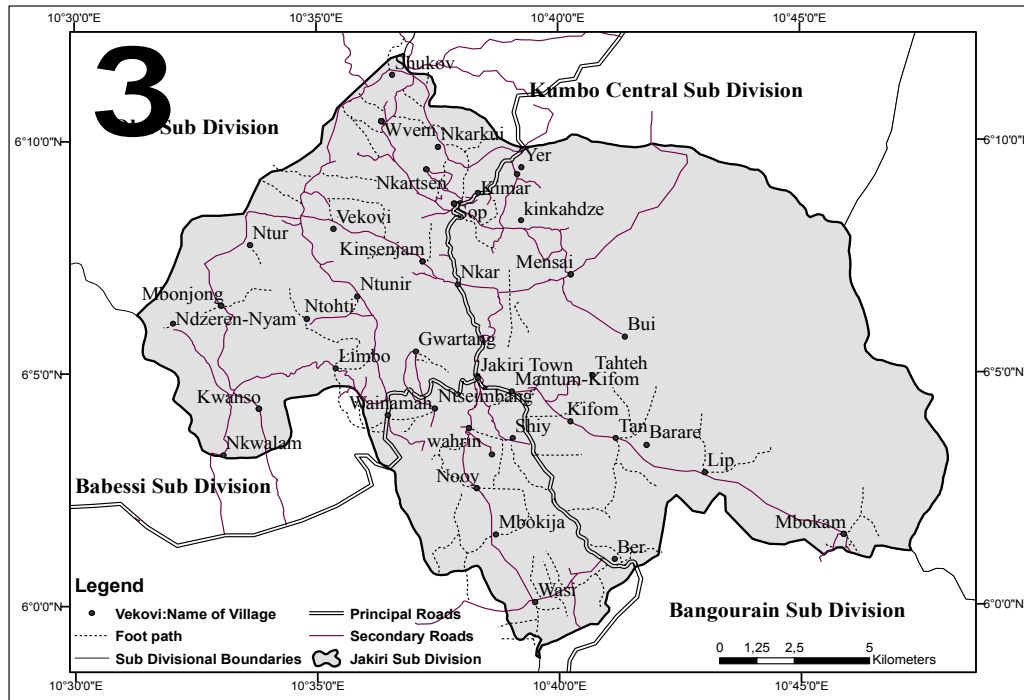 10°30'0"E
10°35'0"E
10°40'0"E
10°45'0"E
3
Shukov
Kumbo Central Sub Division
Sub Division
6°10'0"N
6°10'0"N
Wvem
Nkarkui
Yer
Nkartsen
Kimar
Sop
kinkahdze
Vekovi
Ntur
Kinsenjam
Mensai
Nkar
Mbonjong
Ntunir
Ndzeren-Nyam
Ntohti
Bui
Gwartang
Limbo
Jakiri Town
Tahteh
6°5'0"N
6°5'0"N
Mantum-Kifom
Kwanso
Wainamah
Ntseimbang
Kifom
Shiy
Tan
Barare
Nkwalam
wahrin
Lip
Babessi Sub Division
Nooy
Mbokija
Mbokam
Ber
Legend
Wasi
6°0'0"N
6°0'0"N
Bangourain Sub Division
Vekovi:Name of Village
Principal Roads
Foot path
Secondary Roads
Sub Divisional Boundaries
Jakiri Sub Division
0 1,25 2,5 5
Kilometers
10°30'0"E
10°35'0"E
10°40'0"E
10°45'0"E